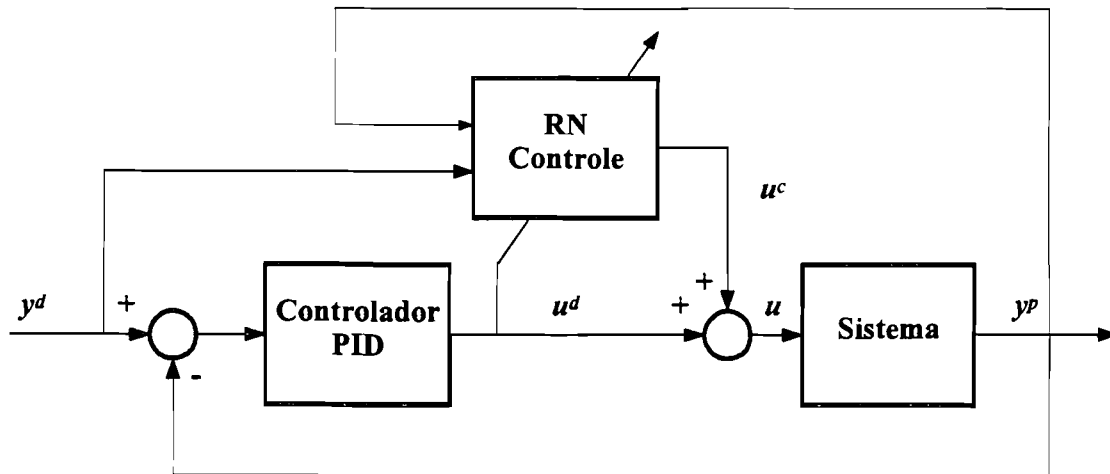 RN
Controle
u^c
y^d
+
-
Controlador
PID
u^d
+
+
u
Sistema
y^p